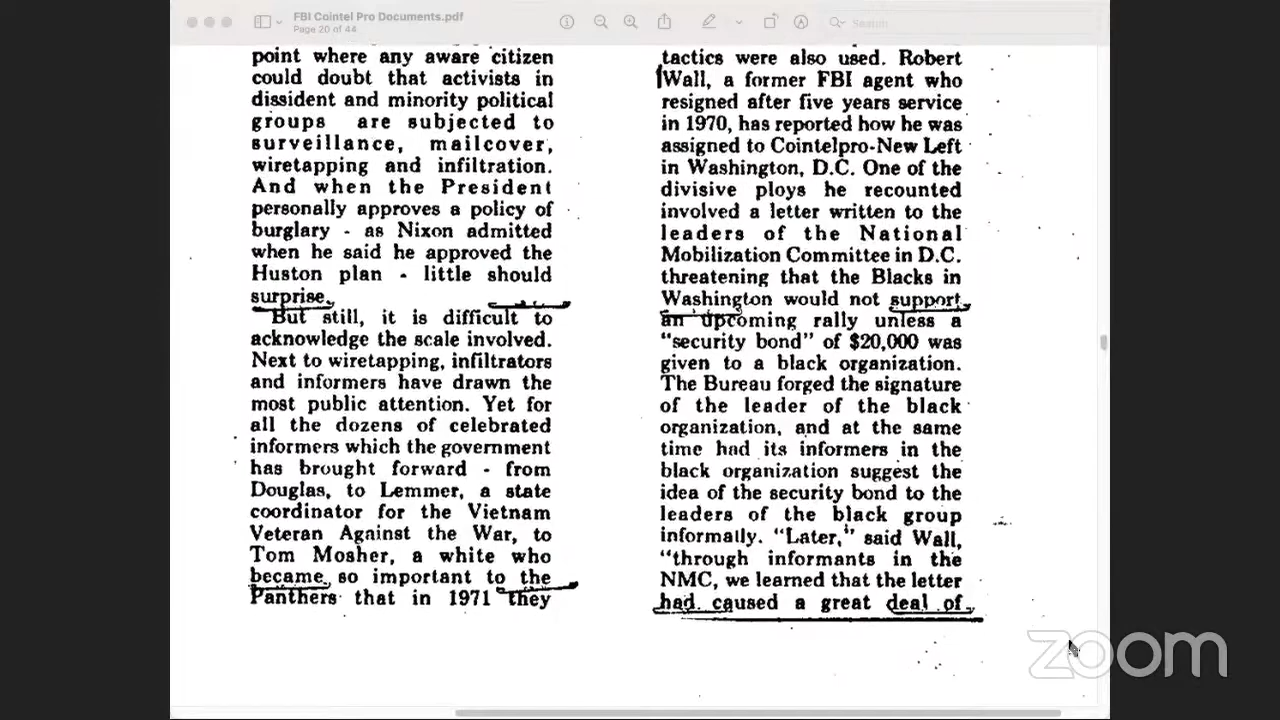 FBI Cointel Pro Documents.pdf
Page 20 of 44
Search
point where any aware citizen
could doubt that activists in
dissident and minority political
groups are subjected to
surveillance, mailcover,
wiretapping and infiltration.
And when the President
personally approves a policy of
burglary - as Nixon admitted
when he said he approved the
Huston plan - little should
surprise.
But still, it is difficult to
acknowledge the scale involved.
Next to wiretapping, infiltrators
and informers have drawn the
most public attention. Yet for
all the dozens of celebrated
informers which the government
has brought forward - from
Douglas, to Lemmer, a state
coordinator for the Vietnam
Veteran Against the War, to
Tom Mosher, a white who
became so important to the
Panthers that in 1971 they
tactics were also used. Robert
Wall, a former FBI agent who
resigned after five years service
in 1970, has reported how he was
assigned to Cointelpro-New Left
in Washington, D.C. One of the
divisive ploys he recounted
involved a letter written to the
leaders of the National
Mobilization Committee in D.C.
threatening that the Blacks in
Washington would not support
an upcoming rally unless a
"security bond" of $20,000 was
given to a black organization.
The Bureau forged the signature
of the leader of the black
organization, and at the same
time had its informers in the
black organization suggest the
idea of the security bond to the
leaders of the black group
informally. "Later," said Wall,
"through informants in the
NMC, we learned that the letter
had caused a great deal of
zoom